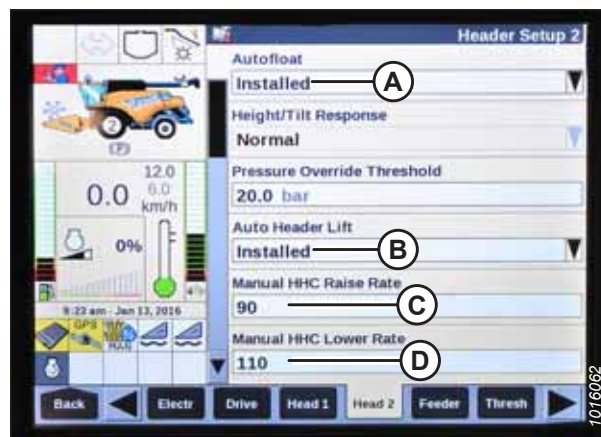 Header Setup 2
Autofloat
Installed
A
Height/Tilt Response
Normal
Pressure Override Threshold
20.0 bar
Auto Header Lift
Installed
B
Manual HHC Raise Rate
90
C
Manual HHC Lower Rate
110
D
2
(P)
12.0
0.0
6.0
km/h
0%
9:23 am - Jan 13, 2016
GPS
Back
Electr
Drive
Head 1
Head 2
Feeder
Thresh
1016062